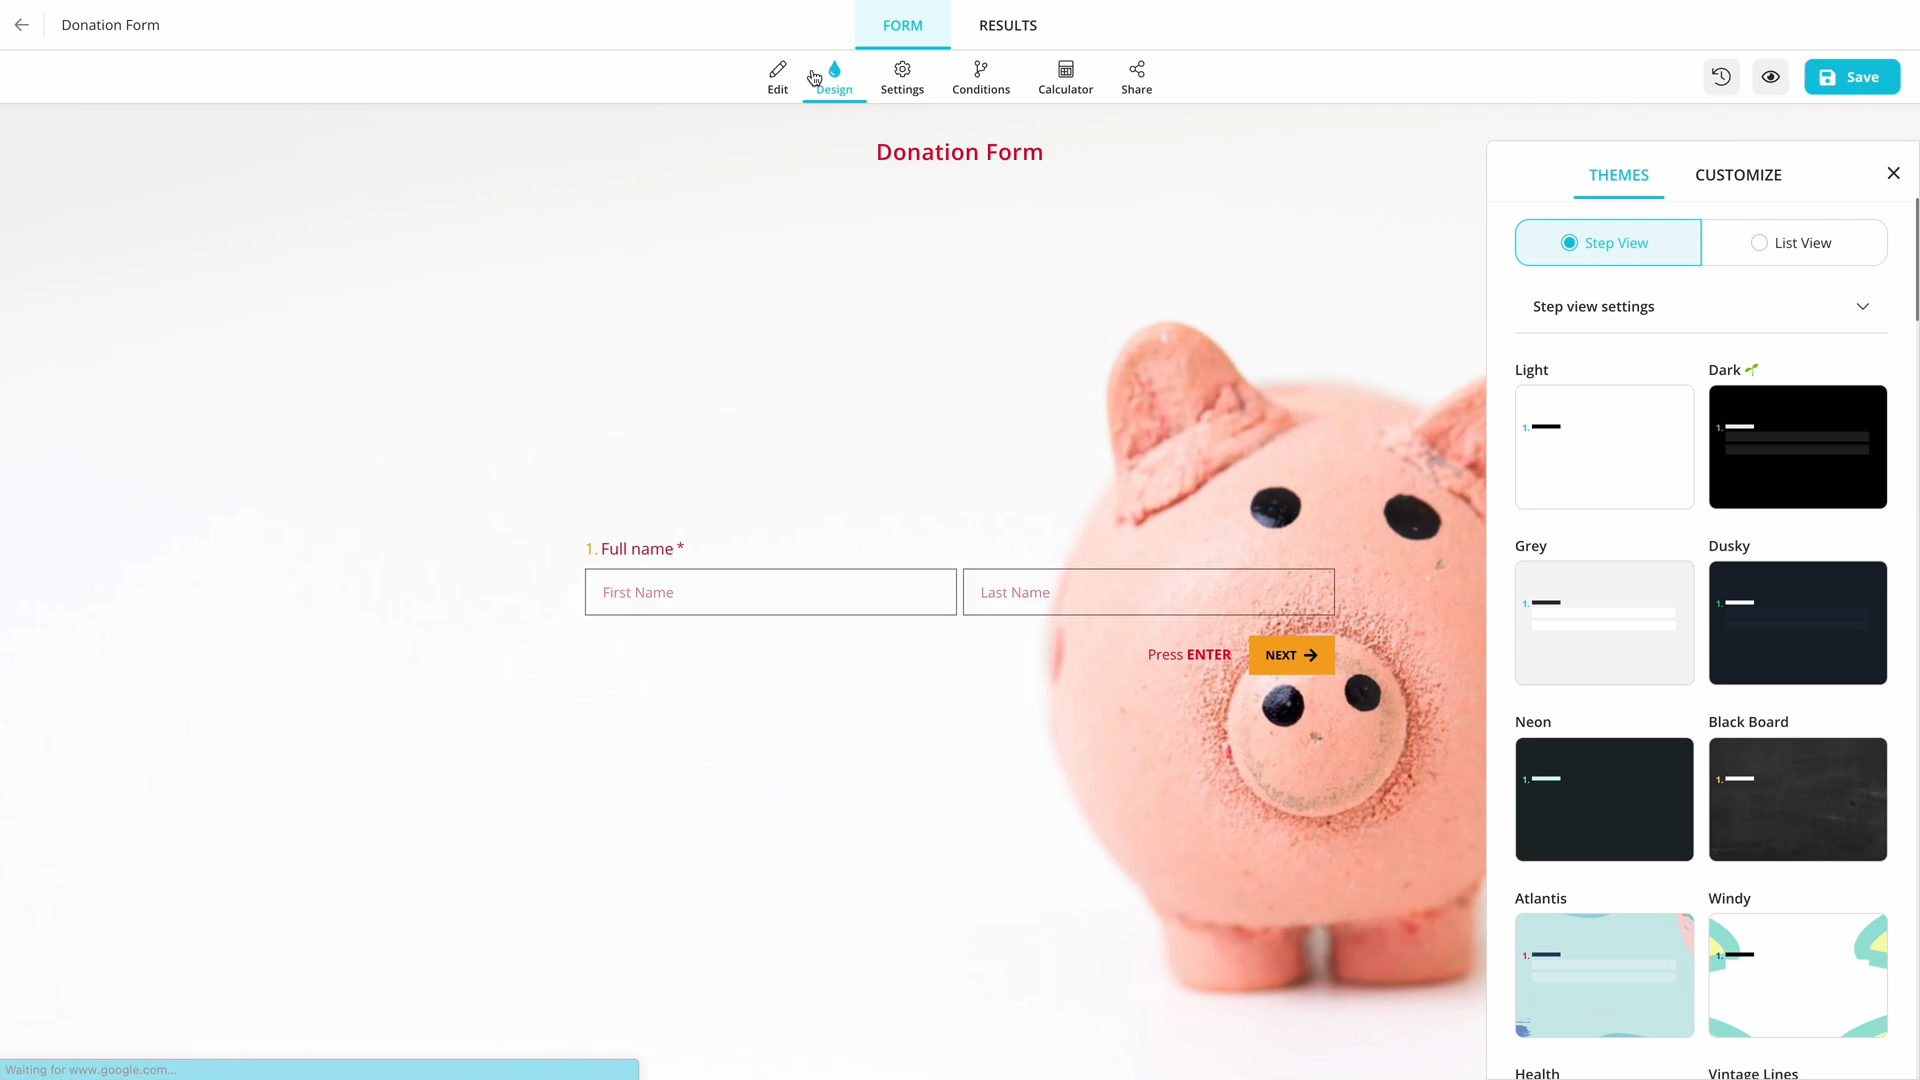 Donation Form
FORM
RESULTS
Edit
Design
Settings
Conditions
Calculator
Share
Save
Donation Form
THEMES
CUSTOMIZE
Step View
List View
Step view settings
Light
Dark
1.
1.
Grey
Dusky
1.
1.
1. Full name *
First Name
Last Name
Press ENTER
NEXT
Neon
Black Board
1.
1.
Atlantis
Windy
1.
1.
Health
Vintage Lines
Waiting for www.google.com...